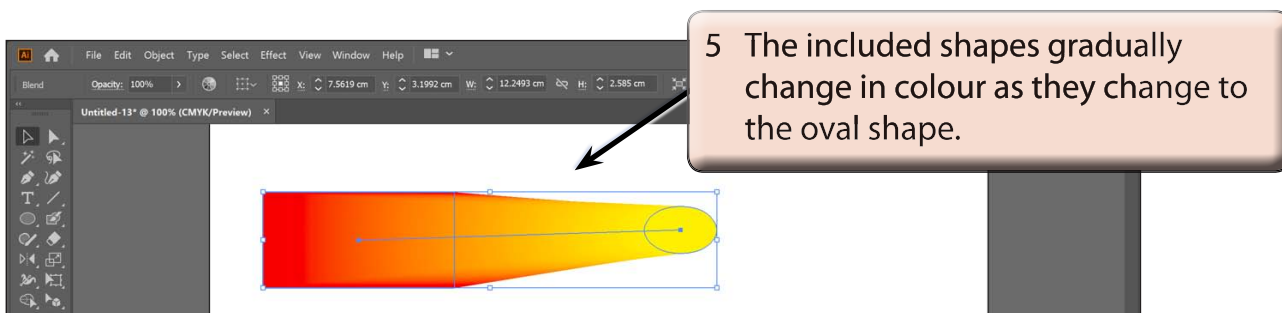 Ai File Edit Object Type Select Effect View Window Help
Blend Opacity: 100% X: 7.5619 cm Y: 3.1992 cm W: 12.2493 cm H: 2.585 cm
Untitled-13* @ 100% (CMYK/Preview) ×
5 The included shapes gradually
change in colour as they change to
the oval shape.